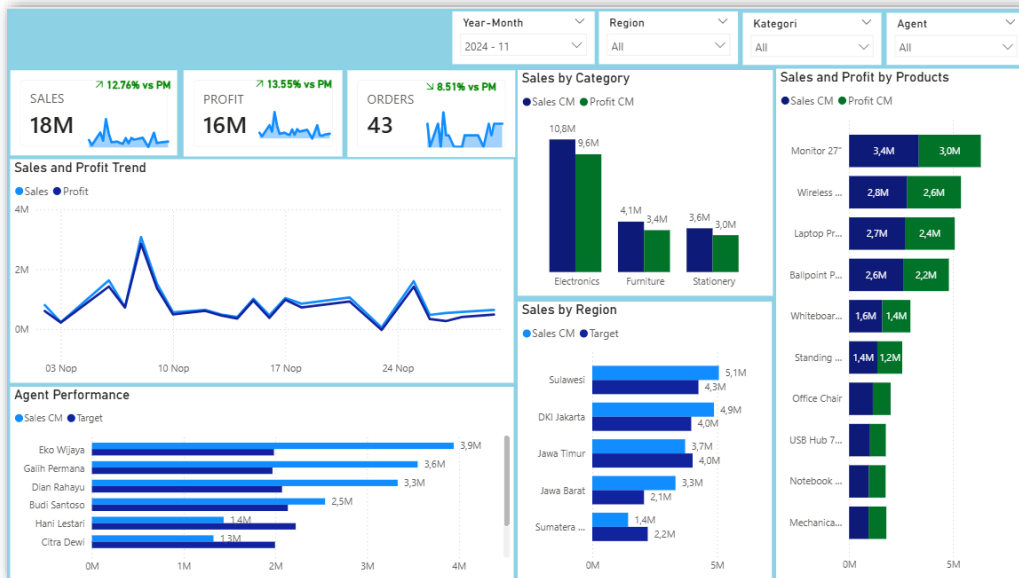 Year-Month
2024 - 11
Region
All
Kategori
All
Agent
All
12.76% vs PM
SALES
18M
13.55% vs PM
PROFIT
16M
8.51% vs PM
ORDERS
43
Sales and Profit Trend
Sales Profit
4M
2M
0M
03 Nop 10 Nop 17 Nop 24 Nop
Agent Performance
Sales CM Target
Eko Wijaya 3,9M
Galih Permana 3,6M
Dian Rahayu 3,3M
Budi Santoso 2,5M
Hani Lestari 1,4M
Citra Dewi 1,3M
0M 1M 2M 3M 4M
Sales by Category
Sales CM Profit CM
10,8M 9,6M
4,1M 3,4M
3,6M 3,0M
Electronics Furniture Stationery
Sales by Region
Sales CM Target
Sulawesi 5,1M
4,3M
DKI Jakarta 4,9M
4,0M
Jawa Timur 3,7M
4,0M
Jawa Barat 3,3M
2,1M
Sumatera ... 1,4M
2,2M
0M 5M
Sales and Profit by Products
Sales CM Profit CM
Monitor 27" 3,4M 3,0M
Wireless ... 2,8M 2,6M
Laptop Pr... 2,7M 2,4M
Ballpoint P... 2,6M 2,2M
Whiteboar... 1,6M 1,4M
Standing ... 1,4M 1,2M
Office Chair
USB Hub 7...
Notebook ...
Mechanica...
0M 5M